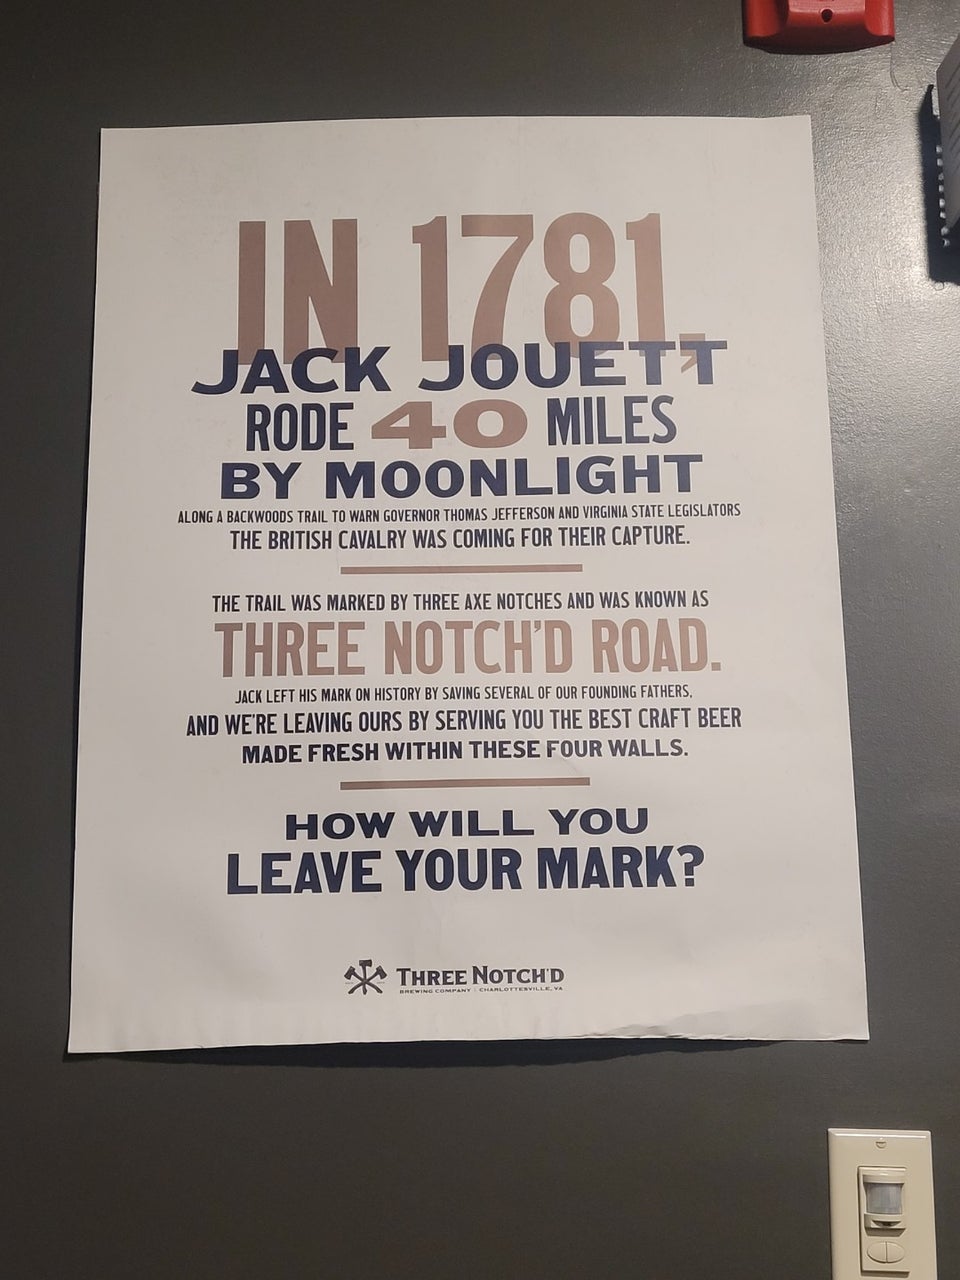 IN 1781,
JACK JOUETT
RODE 40 MILES
BY MOONLIGHT
ALONG A BACKWOODS TRAIL TO WARN GOVERNOR THOMAS JEFFERSON AND VIRGINIA STATE LEGISLATORS
THE BRITISH CAVALRY WAS COMING FOR THEIR CAPTURE.
THE TRAIL WAS MARKED BY THREE AXE NOTCHES AND WAS KNOWN AS
THREE NOTCH'D ROAD.
JACK LEFT HIS MARK ON HISTORY BY SAVING SEVERAL OF OUR FOUNDING FATHERS,
AND WE'RE LEAVING OURS BY SERVING YOU THE BEST CRAFT BEER
MADE FRESH WITHIN THESE FOUR WALLS.
HOW WILL YOU
LEAVE YOUR MARK?
THREE NOTCH'D
BREWING COMPANY | CHARLOTTESVILLE, VA